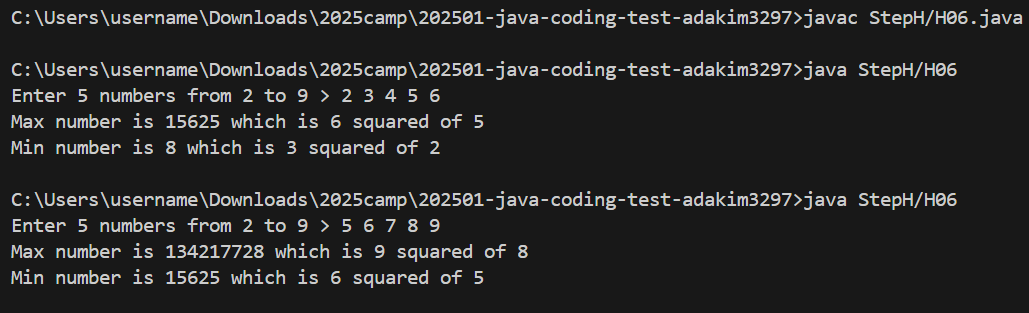 C:\Users\username\Downloads\2025camp\202501-java-coding-test-adakim3297>javac StepH/H06.java
C:\Users\username\Downloads\2025camp\202501-java-coding-test-adakim3297>java StepH/H06
Enter 5 numbers from 2 to 9 > 2 3 4 5 6
Max number is 15625 which is 6 squared of 5
Min number is 8 which is 3 squared of 2
C:\Users\username\Downloads\2025camp\202501-java-coding-test-adakim3297>java StepH/H06
Enter 5 numbers from 2 to 9 > 5 6 7 8 9
Max number is 134217728 which is 9 squared of 8
Min number is 15625 which is 6 squared of 5